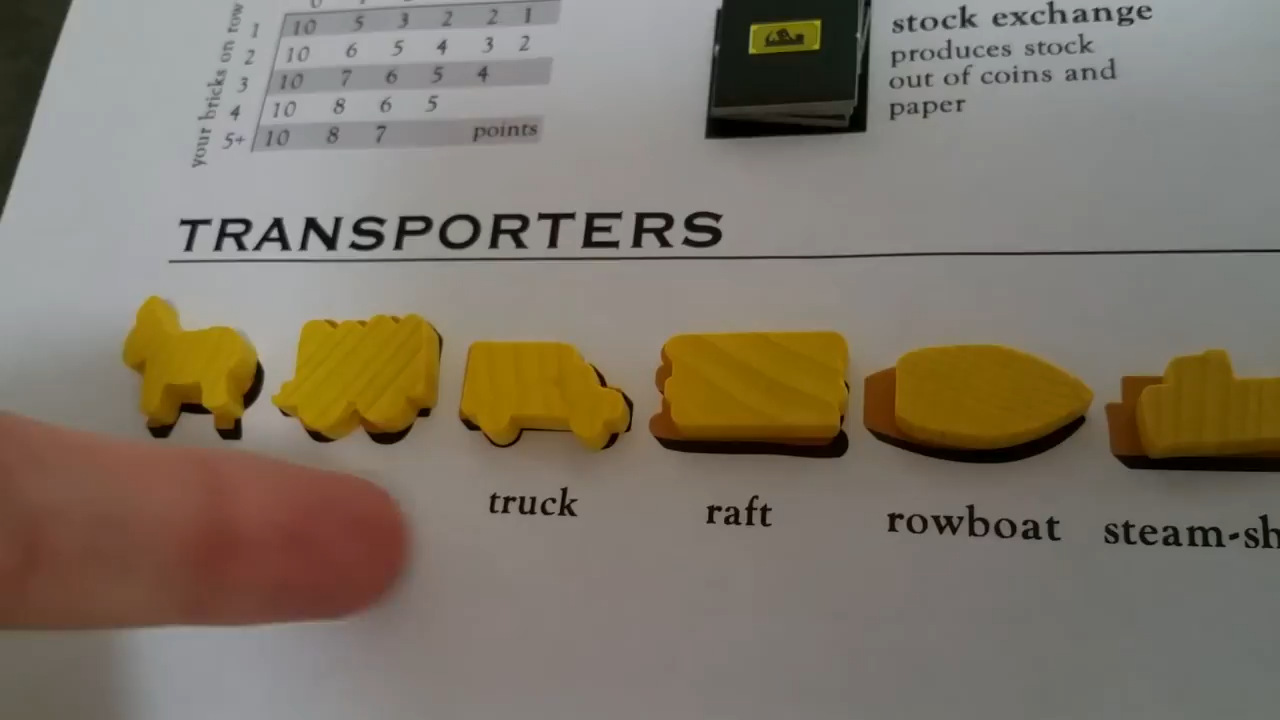 your bricks on row
1 10 5 3 2 2 1
2 10 6 5 4 3 2
3 10 7 6 5 4
4 10 8 6 5
5+ 10 8 7 points
stock exchange
produces stock
out of coins and
paper
TRANSPORTERS
truck
raft
rowboat
steam-sh